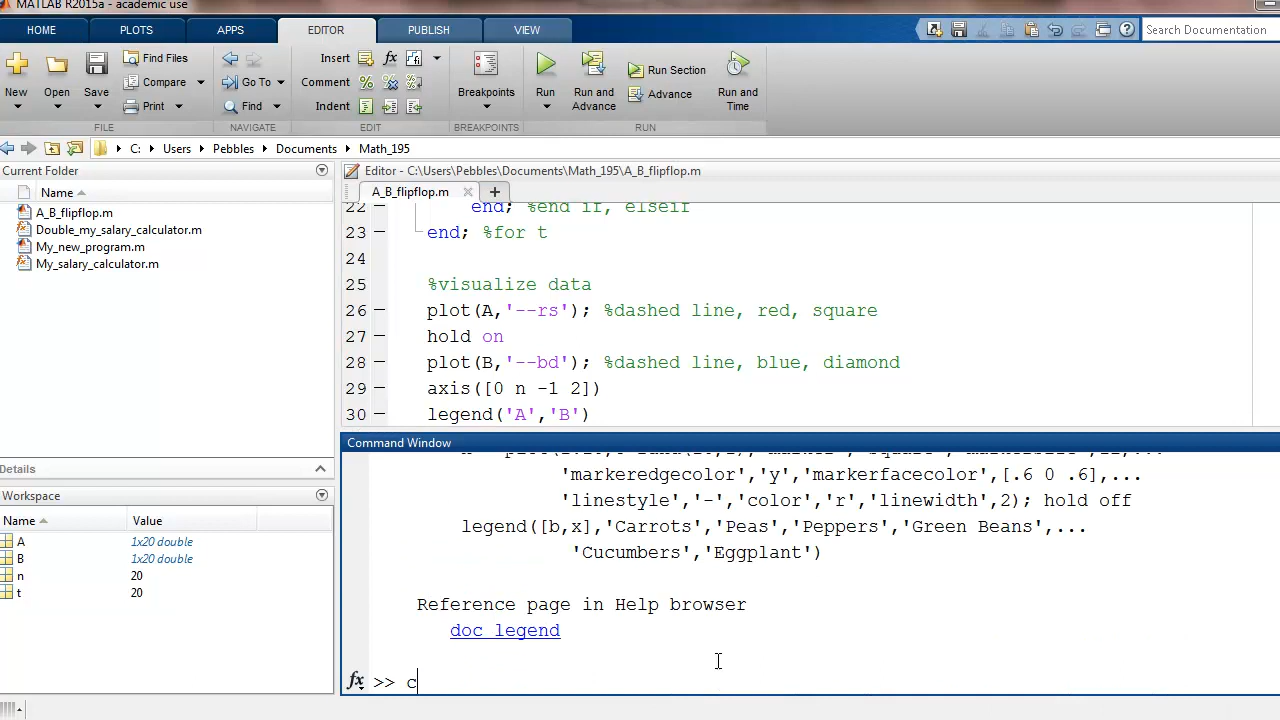 MATLAB R2015a - academic use
HOME PLOTS APPS EDITOR PUBLISH VIEW Search Documentation
New Open Save Find Files Compare Print Go To Find Insert Comment Indent Breakpoints Run Run and Advance Run Section Advance Run and Time
FILE NAVIGATE EDIT BREAKPOINTS RUN
C: Users Pebbles Documents Math_195
Current Folder
Name
A_B_flipflop.m
Double_my_salary_calculator.m
My_new_program.m
My_salary_calculator.m
Details
Workspace
Name Value
A 1x20 double
B 1x20 double
n 20
t 20
Editor - C:\Users\Pebbles\Documents\Math_195\A_B_flipflop.m
A_B_flipflop.m
22 end; %end if, elseif
23 end; %for t
24
25 %visualize data
26 plot(A,'--rs'); %dashed line, red, square
27 hold on
28 plot(B,'--bd'); %dashed line, blue, diamond
29 axis([0 n -1 2])
30 legend('A','B')
Command Window
'markeredgecolor','y','markerfacecolor',[.6 0 .6],...
'linestyle','-','color','r','linewidth',2); hold off
legend([b,x],'Carrots','Peas','Peppers','Green Beans',...
'Cucumbers','Eggplant')
Reference page in Help browser
doc legend
fx >> c